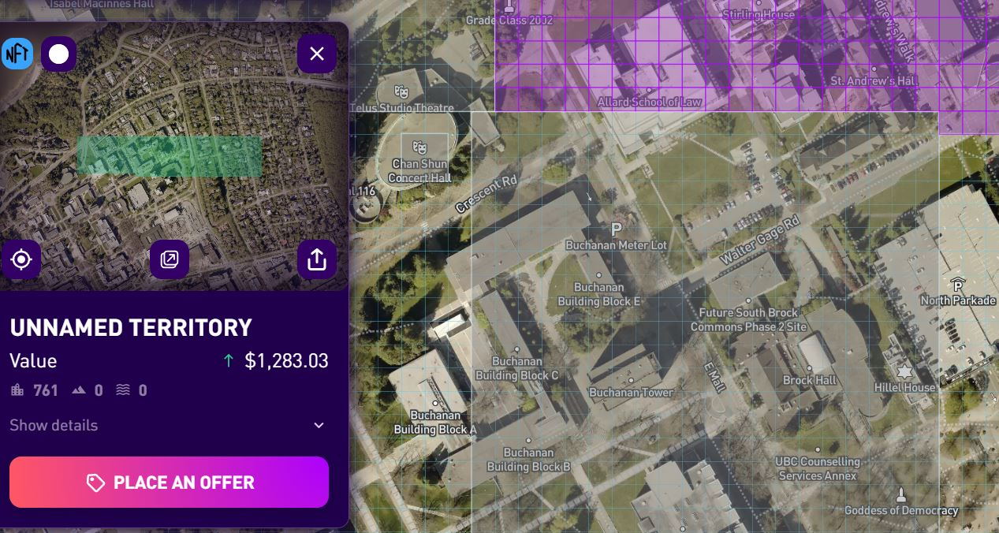 Isabel MacInnes Hall
NFT
UNNAMED TERRITORY
Value
↑ $1,283.03
761
0
0
Show details
PLACE AN OFFER
Grade Class 2002
Stirling House
St. Andrew's Hall
Allard School of Law
Telus Studio Theatre
Chan Shun
Concert Hall
Crescent Rd
P
Buchanan Meter Lot
Walter Gage Rd
Buchanan
Building Block E
P
North Parkade
Future South Brock
Commons Phase 2 Site
Buchanan
Building Block C
E Mall
Buchanan Tower
Brock Hall
Hillel House
Buchanan
Building Block A
Buchanan
Building Block B
UBC Counselling
Services Annex
Goddess of Democracy